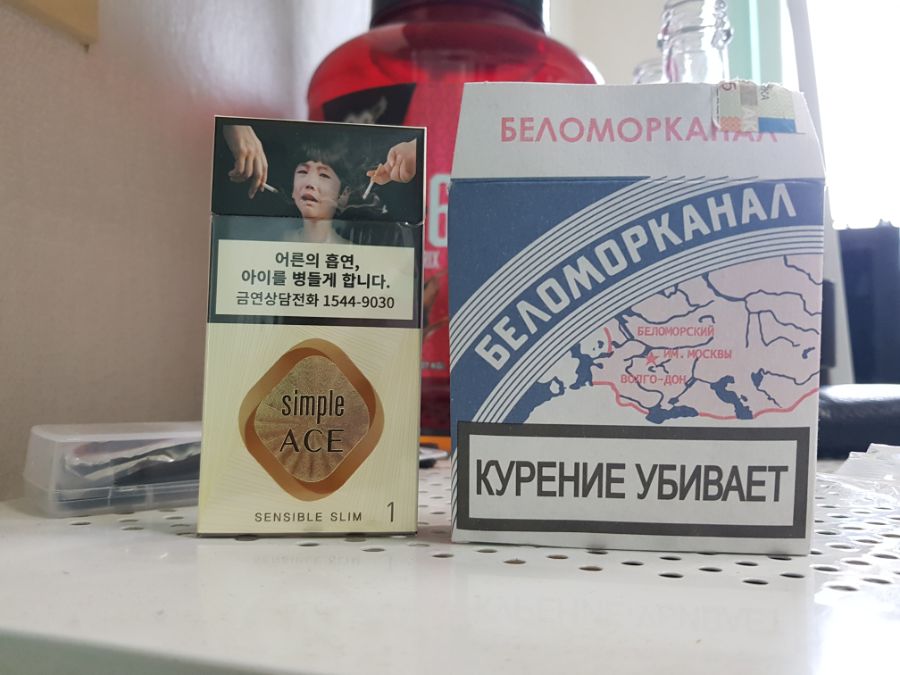 어른의 흡연,
아이를 병들게 합니다.
금연상담전화 1544-9030
simple
ACE
SENSIBLE SLIM 1
БЕЛОМОРКАНАЛ
БЕЛОМОРКАНАЛ
БЕЛОМОРСКИЙ
ИМ. МОСКВЫ
ВОЛГО-ДОН
КУРЕНИЕ УБИВАЕТ